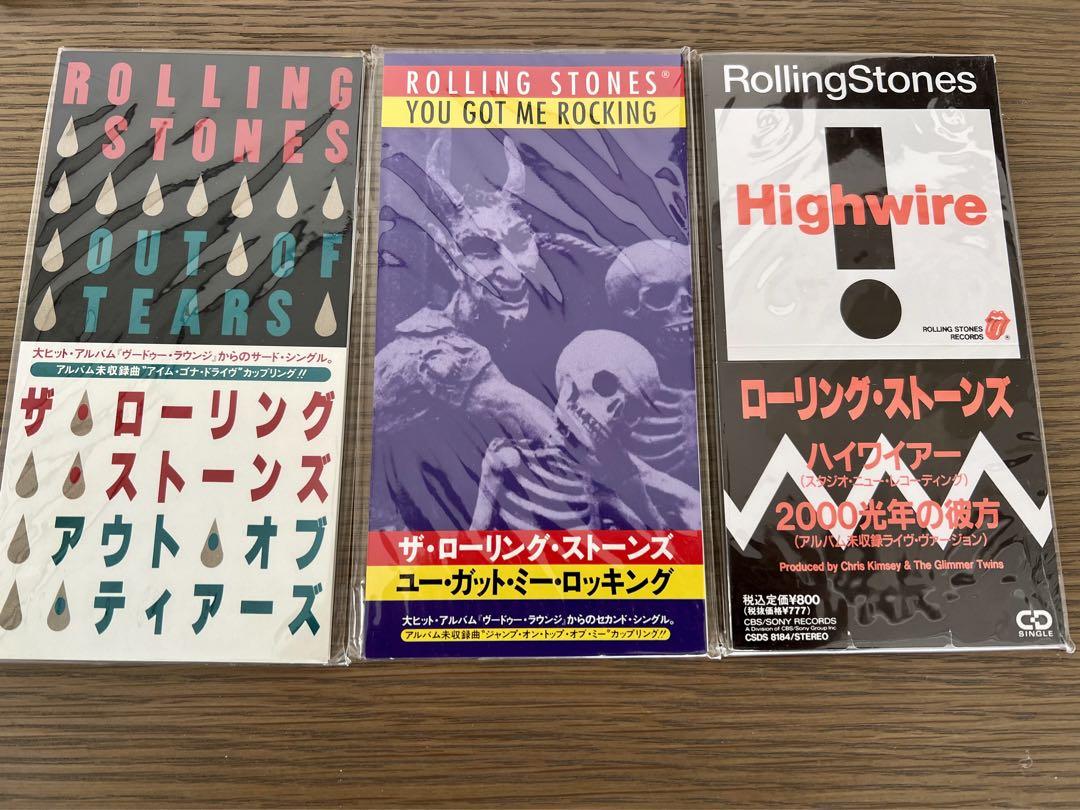 ROLLING
STONES
OUT OF
TEARS
大ヒット・アルバム『ヴードゥー・ラウンジ』からのサード・シングル。
アルバム未収録曲"アイム・ゴナ・ドライヴ"カップリング!!
ザ ローリング
ストーンズ
アウト オブ
ティアーズ
ROLLING STONES®
YOU GOT ME ROCKING
ザ・ローリング・ストーンズ
ユー・ガット・ミー・ロッキング
大ヒット・アルバム『ヴードゥー・ラウンジ』からのセカンド・シングル。
アルバム未収録曲"ジャンプ・オン・トップ・オブ・ミー"カップリング!!
RollingStones
Highwire
ROLLING STONES
RECORDS
®
ローリング・ストーンズ
ハイワイアー
(スタジオ・ニュー・レコーディング)
2000光年の彼方
(アルバム未収録ライヴ・ヴァージョン)
Produced by Chris Kimsey & The Glimmer Twins
税込定価¥800
(税抜価格¥777)
CBS/SONY RECORDS
A Division of CBS/Sony Group Inc
CSDS 8184/STEREO
CD
SINGLE